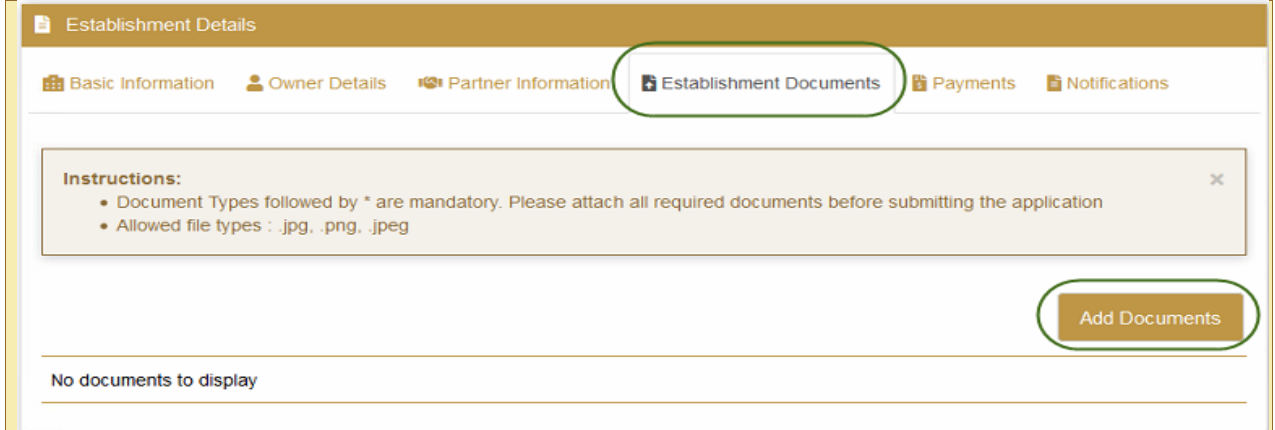 Establishment Details
Basic Information Owner Details Partner Information Establishment Documents Payments Notifications
Instructions:
• Document Types followed by * are mandatory. Please attach all required documents before submitting the application
• Allowed file types : .jpg, .png, .jpeg
Add Documents
No documents to display